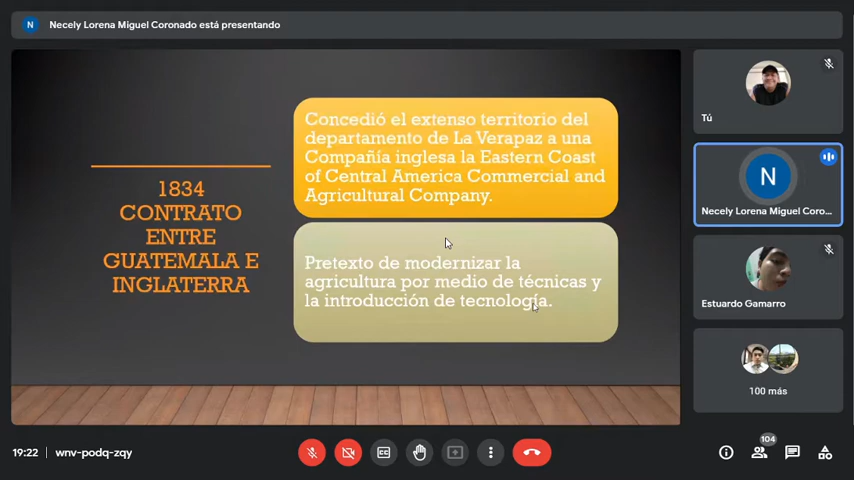 N Necely Lorena Miguel Coronado está presentando
Concedió el extenso territorio del
departamento de La Verapaz a una
Compañía inglesa la Eastern Coast
of Central America Commercial and
Agricultural Company.
1834
CONTRATO
ENTRE
GUATEMALA E
INGLATERRA
Pretexto de modernizar la
agricultura por medio de técnicas y
la introducción de tecnología.
Tú
N
Necely Lorena Miguel Coro...
Estuardo Gamarro
100 más
19:22 | wnv-podq-zqy
CC
104